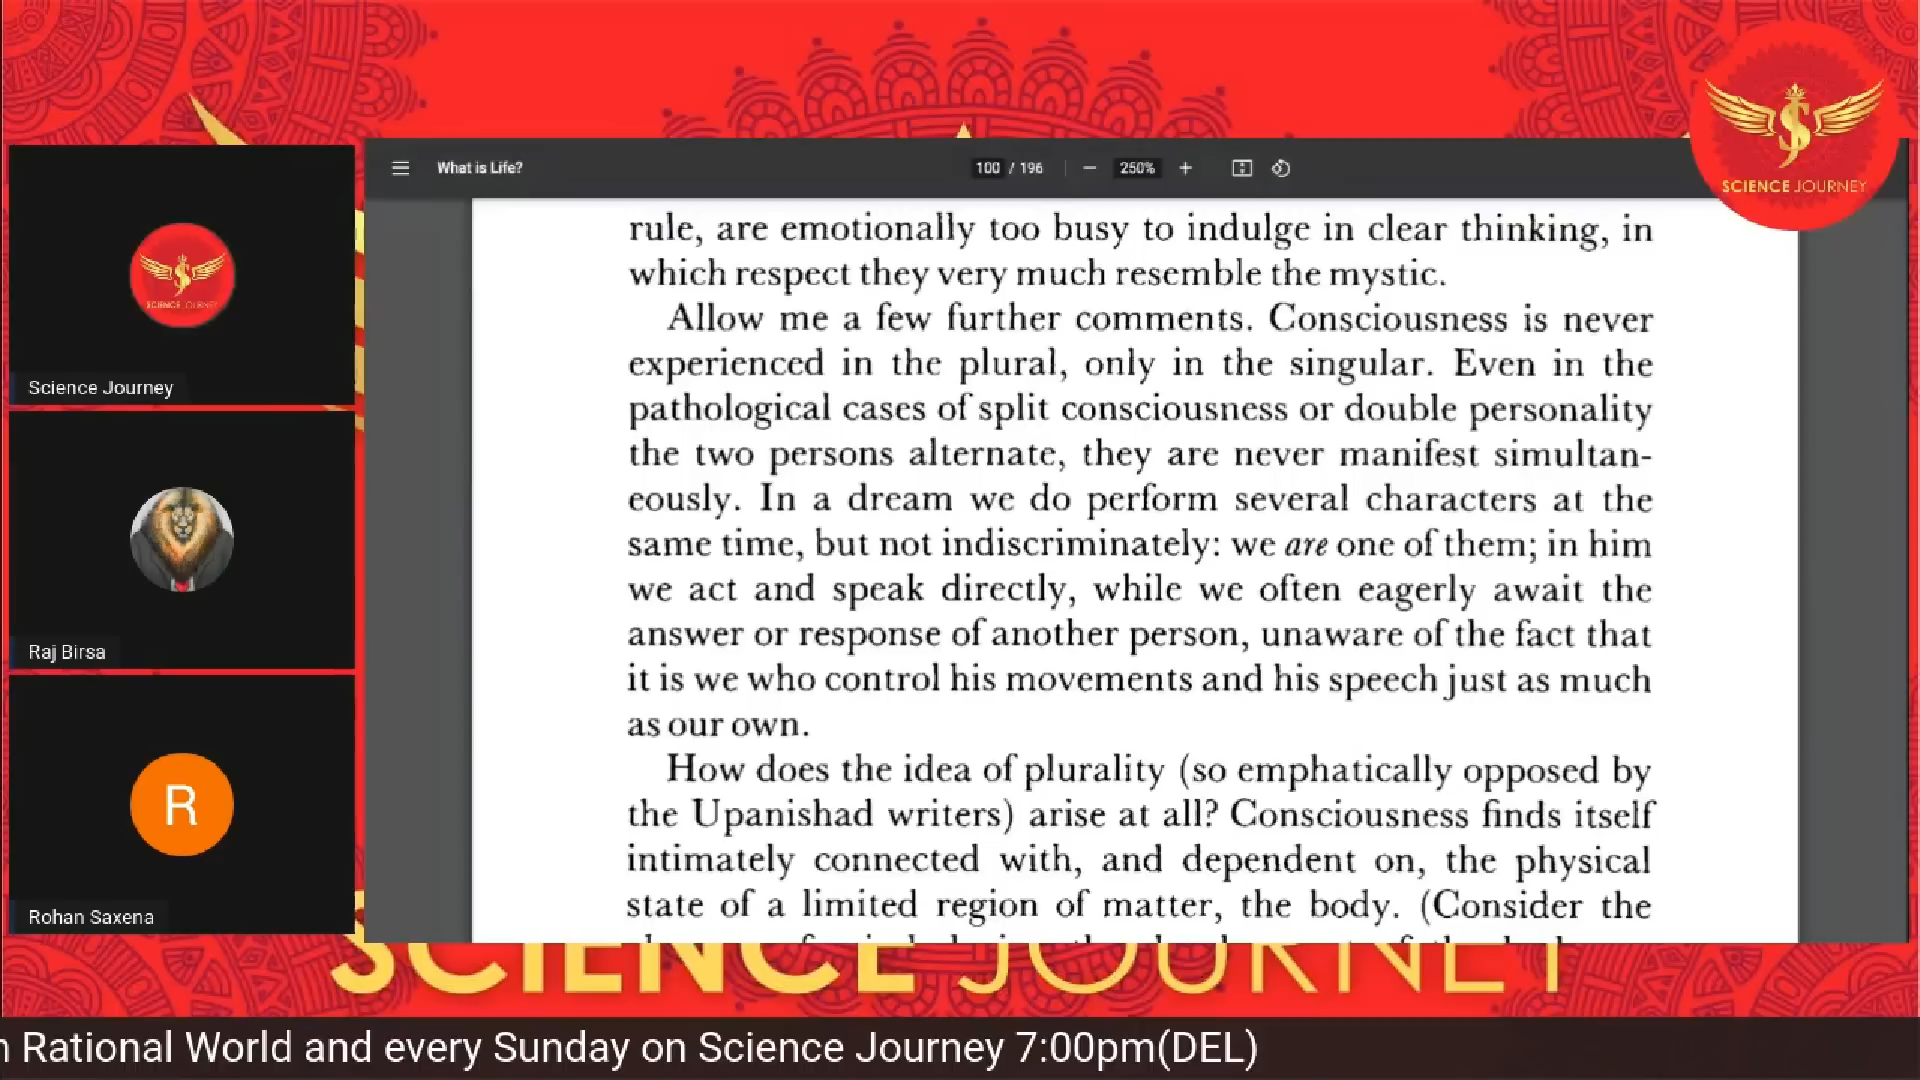 What is Life?
100 / 196
250%
SCIENCE JOURNEY
SCIENCE JOURNEY
Science Journey
Raj Birsa
R
Rohan Saxena
rule, are emotionally too busy to indulge in clear thinking, in
which respect they very much resemble the mystic.
Allow me a few further comments. Consciousness is never
experienced in the plural, only in the singular. Even in the
pathological cases of split consciousness or double personality
the two persons alternate, they are never manifest simultan-
eously. In a dream we do perform several characters at the
same time, but not indiscriminately: we are one of them; in him
we act and speak directly, while we often eagerly await the
answer or response of another person, unaware of the fact that
it is we who control his movements and his speech just as much
as our own.
How does the idea of plurality (so emphatically opposed by
the Upanishad writers) arise at all? Consciousness finds itself
intimately connected with, and dependent on, the physical
state of a limited region of matter, the body. (Consider the
SCIENCE JOURNEY
Rational World and every Sunday on Science Journey 7:00pm(DEL)